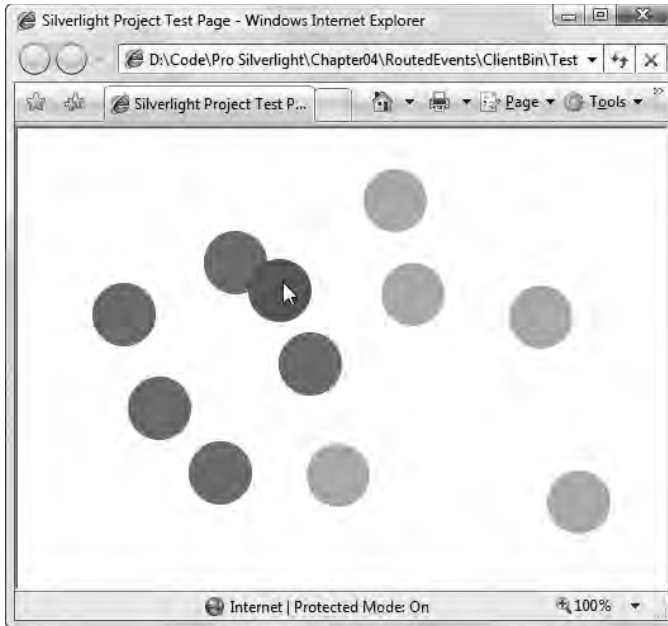 Silverlight Project Test Page - Windows Internet Explorer
D:\Code\Pro Silverlight\Chapter04\RoutedEvents\ClientBin\Test
Silverlight Project Test P...
Page
Tools
Internet | Protected Mode: On
100%